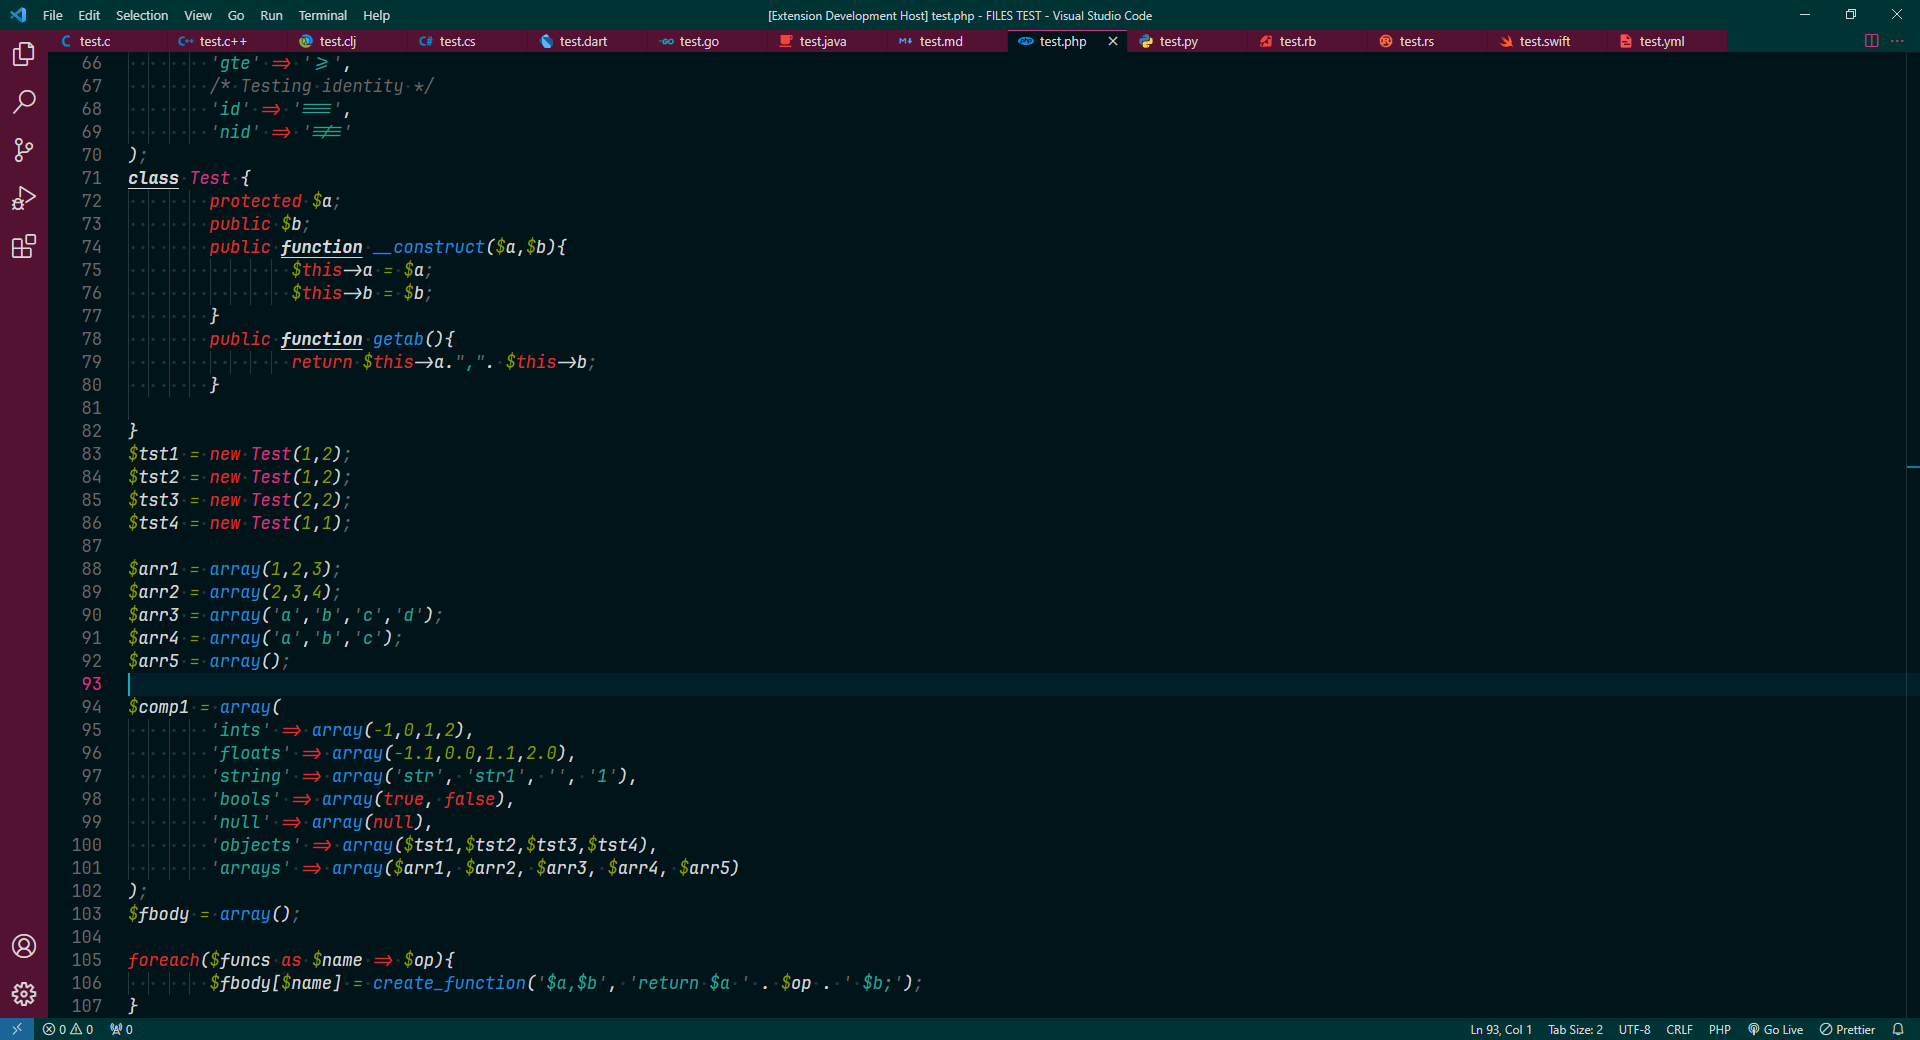 File Edit Selection View Go Run Terminal Help [Extension Development Host] test.php - FILES TEST - Visual Studio Code
test.c test.c++ test.clj test.cs test.dart test.go test.java test.md test.php test.py test.rb test.rs test.swift test.yml
66 'gte' => '>=',
67 /* Testing identity */
68 'id' => '===',
69 'nid' => '!=='
70 );
71 class Test {
72 protected $a;
73 public $b;
74 public function __construct($a,$b){
75 $this->a = $a;
76 $this->b = $b;
77 }
78 public function getab(){
79 return $this->a.",". $this->b;
80 }
81
82 }
83 $tst1 = new Test(1,2);
84 $tst2 = new Test(1,2);
85 $tst3 = new Test(2,2);
86 $tst4 = new Test(1,1);
87
88 $arr1 = array(1,2,3);
89 $arr2 = array(2,3,4);
90 $arr3 = array('a','b','c','d');
91 $arr4 = array('a','b','c');
92 $arr5 = array();
93
94 $comp1 = array(
95 'ints' => array(-1,0,1,2),
96 'floats' => array(-1.1,0.0,1.1,2.0),
97 'string' => array('str', 'str1', '', '1'),
98 'bools' => array(true, false),
99 'null' => array(null),
100 'objects' => array($tst1,$tst2,$tst3,$tst4),
101 'arrays' => array($arr1, $arr2, $arr3, $arr4, $arr5)
102 );
103 $fbody = array();
104
105 foreach($funcs as $name => $op){
106 $fbody[$name] = create_function('$a,$b', 'return $a ' . $op . ' $b;');
107 }
0 0 0 Ln 93, Col 1 Tab Size: 2 UTF-8 CRLF PHP Go Live Prettier